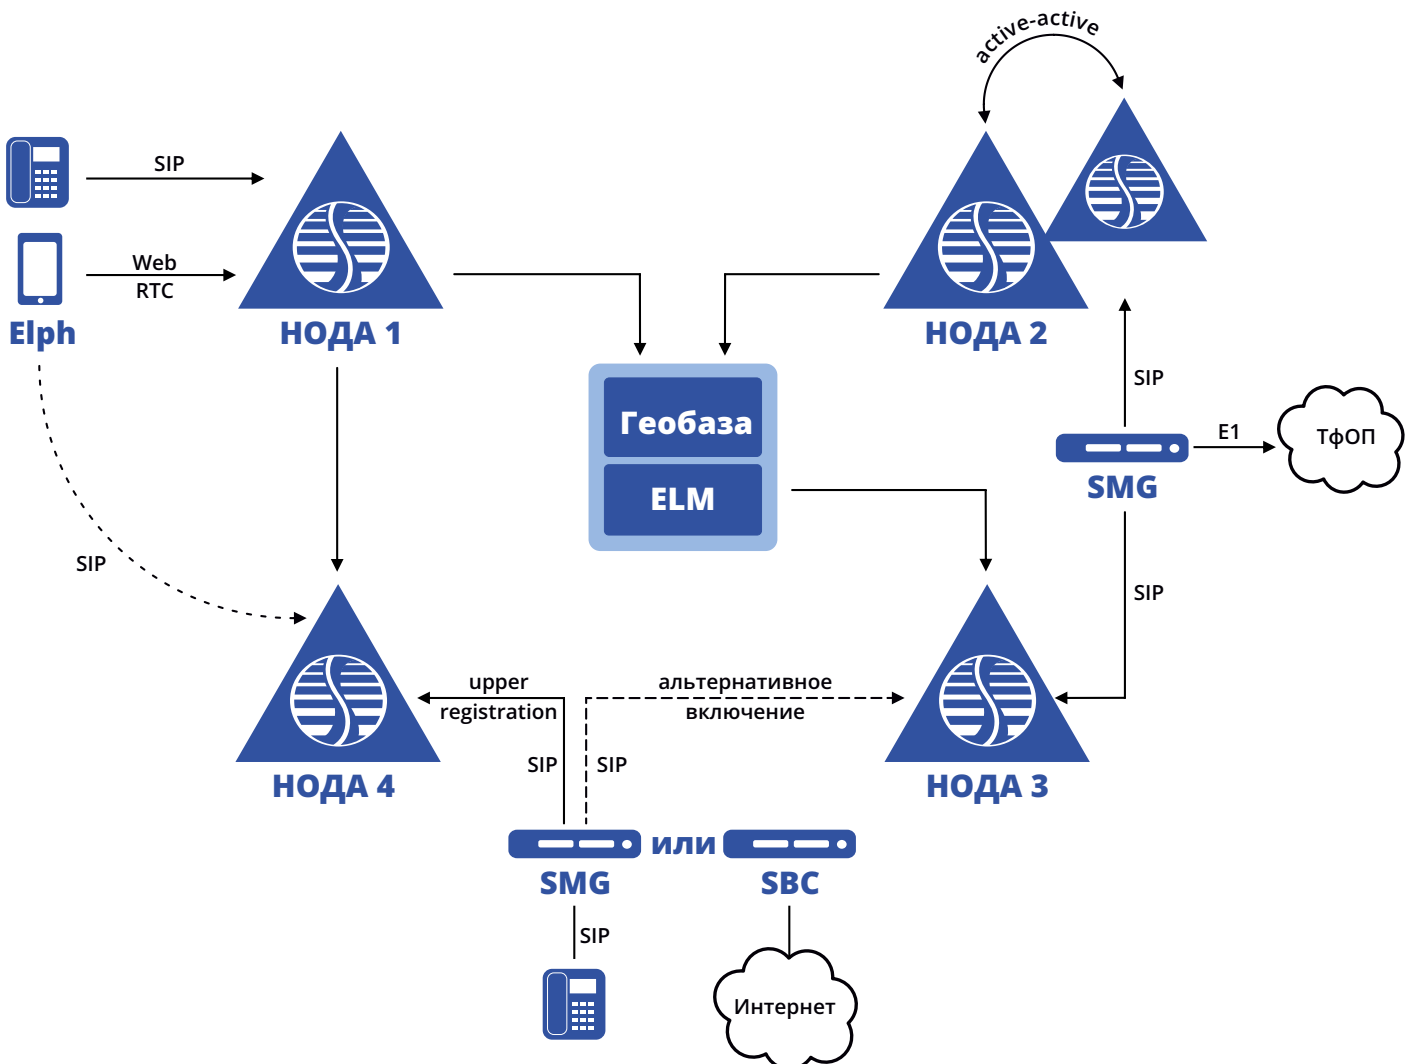 active-active
SIP
Web
RTC
Elph
НОДА 1
НОДА 2
SIP
Геобаза
ELM
E1
ТфОП
SMG
SIP
SIP
upper
registration
альтернативное
включение
SIP
SIP
НОДА 4
НОДА 3
SMG
или
SBC
SIP
Интернет